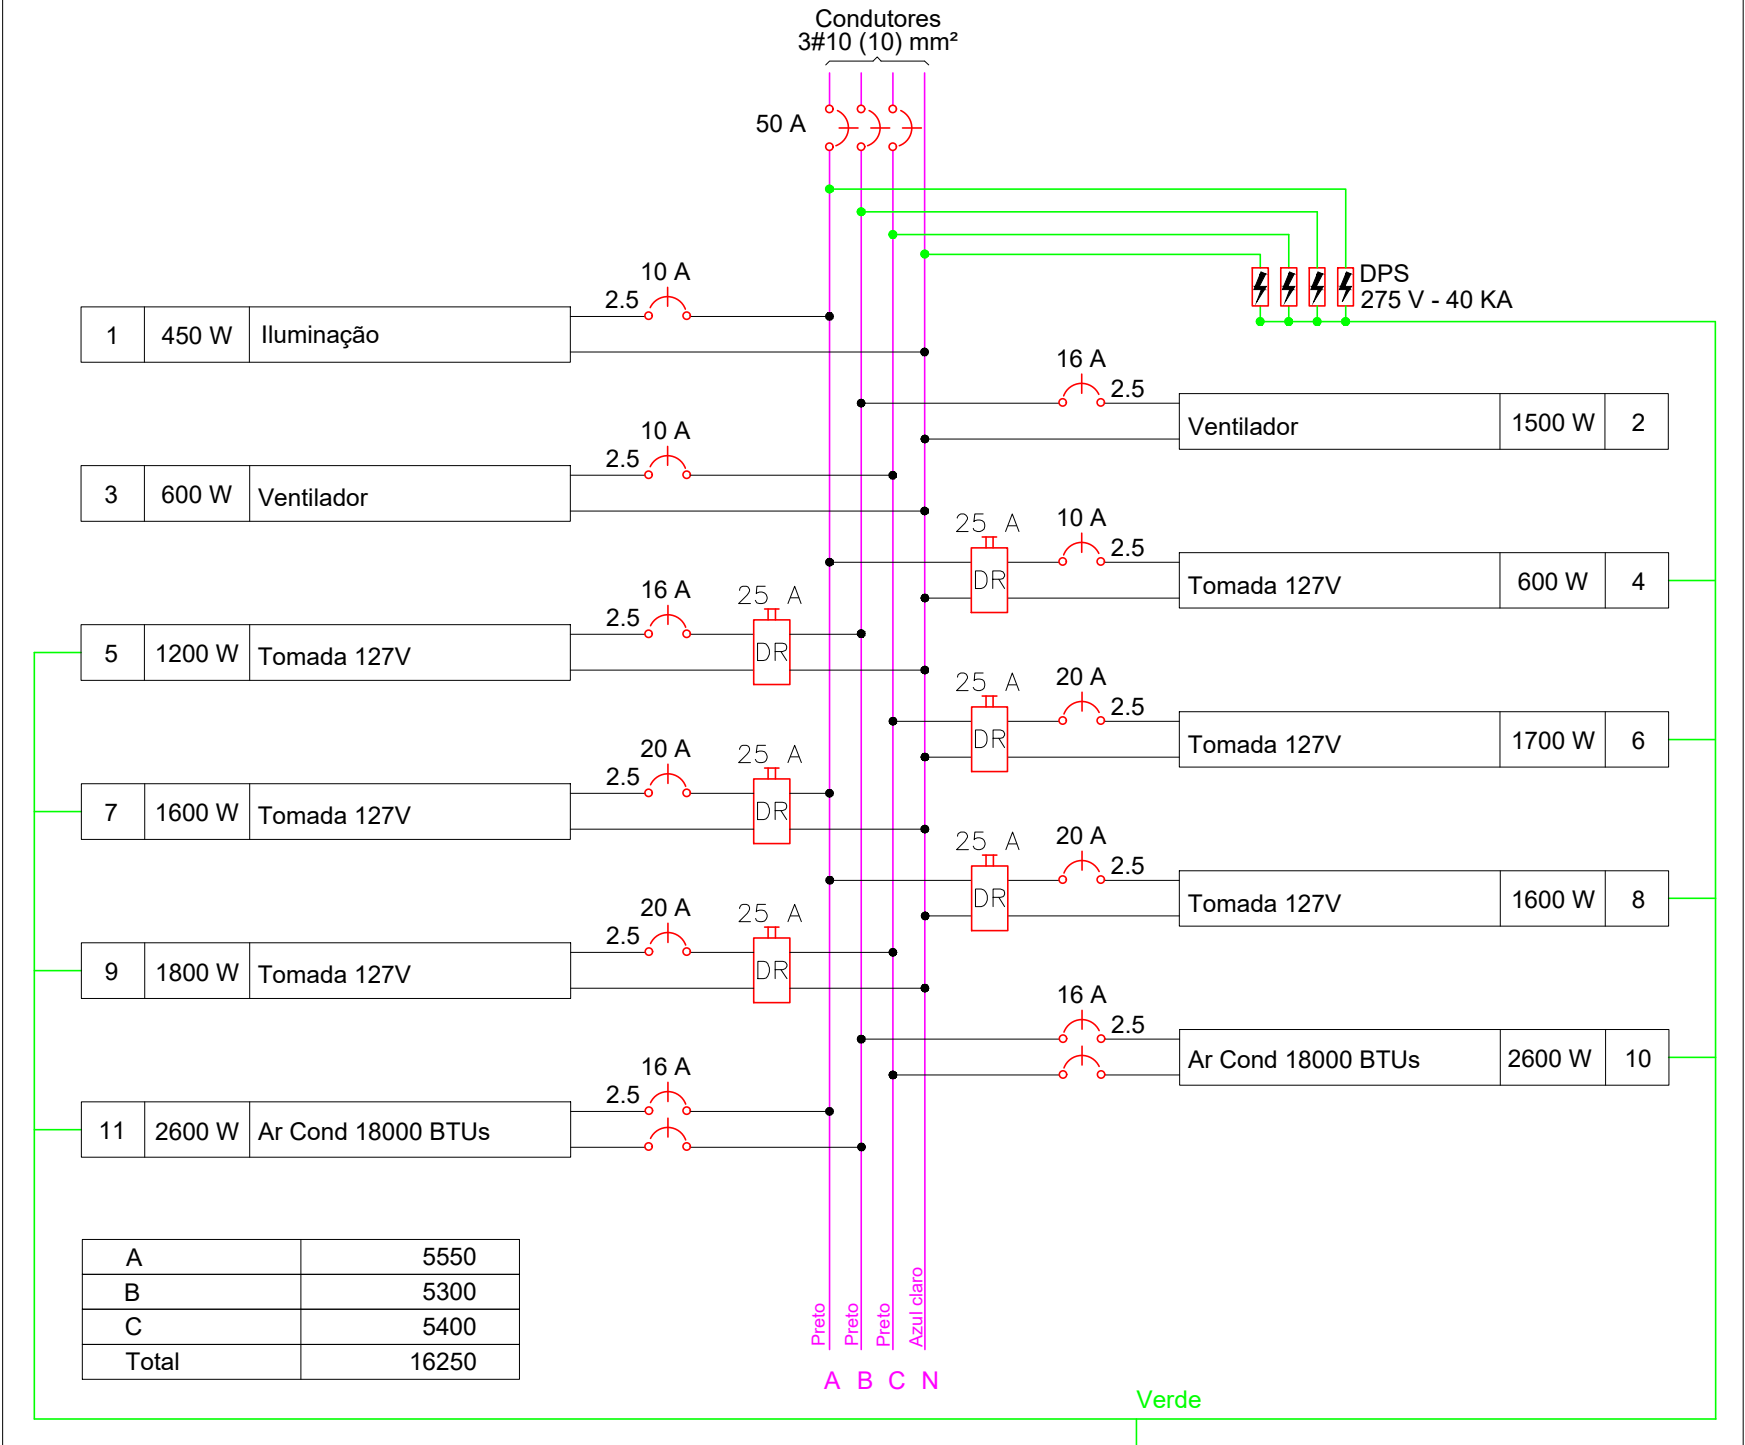 Condutores
3#10 (10) mm²
50 A
DPS
275 V - 40 KA
10 A
2.5
1 450 W Iluminação
16 A
2.5
Ventilador 1500 W 2
10 A
2.5
3 600 W Ventilador
25 A 10 A
2.5
DR
Tomada 127V 600 W 4
16 A 25 A
2.5
DR
5 1200 W Tomada 127V
25 A 20 A
2.5
DR
Tomada 127V 1700 W 6
20 A 25 A
2.5
DR
7 1600 W Tomada 127V
25 A 20 A
2.5
DR
Tomada 127V 1600 W 8
20 A 25 A
2.5
DR
9 1800 W Tomada 127V
16 A
2.5
Ar Cond 18000 BTUs 2600 W 10
16 A
2.5
11 2600 W Ar Cond 18000 BTUs
A 5550
B 5300
C 5400
Total 16250
Preto
Preto
Preto
Azul claro
A B C N
Verde